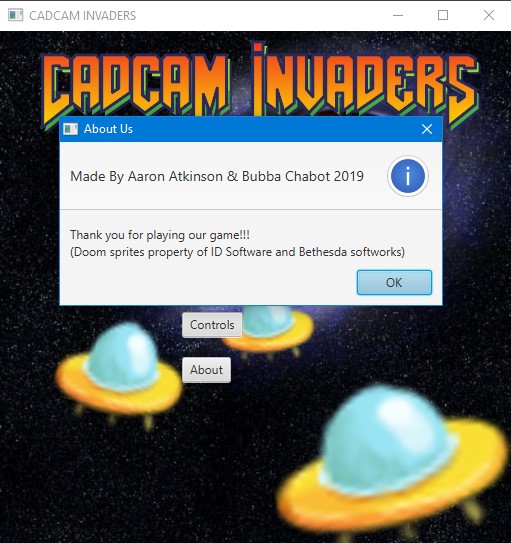 CADCAM INVADERS
CADCAM INVADERS
About Us
Made By Aaron Atkinson & Bubba Chabot 2019
Thank you for playing our game!!!
(Doom sprites property of ID Software and Bethesda softworks)
OK
Controls
About